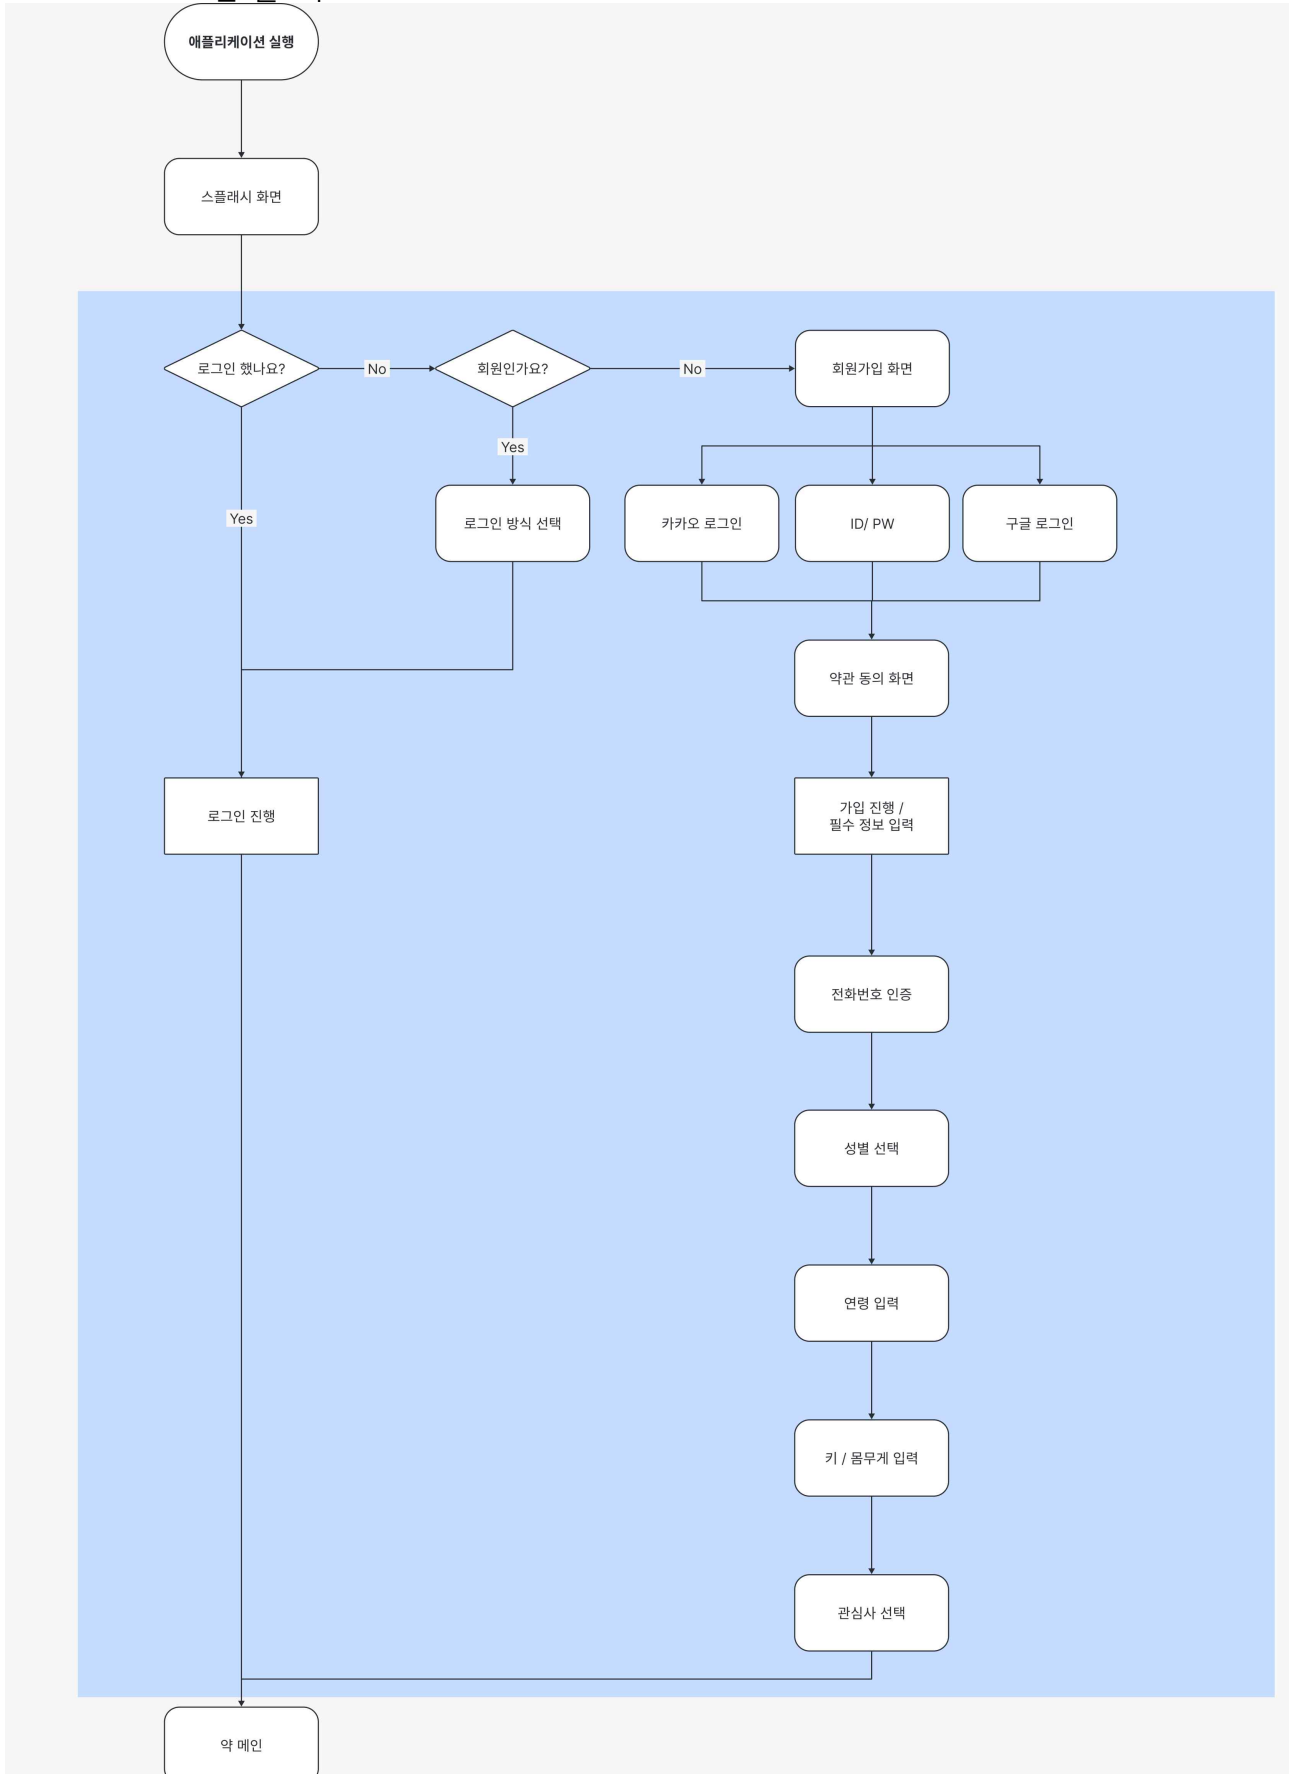 애플리케이션 실행
스플래시 화면
로그인 했나요?
No
회원인가요?
No
회원가입 화면
Yes
Yes
로그인 방식 선택
카카오 로그인
ID/ PW
구글 로그인
약관 동의 화면
로그인 진행
가입 진행 /
필수 정보 입력
전화번호 인증
성별 선택
연령 입력
키 / 몸무게 입력
관심사 선택
약 메인